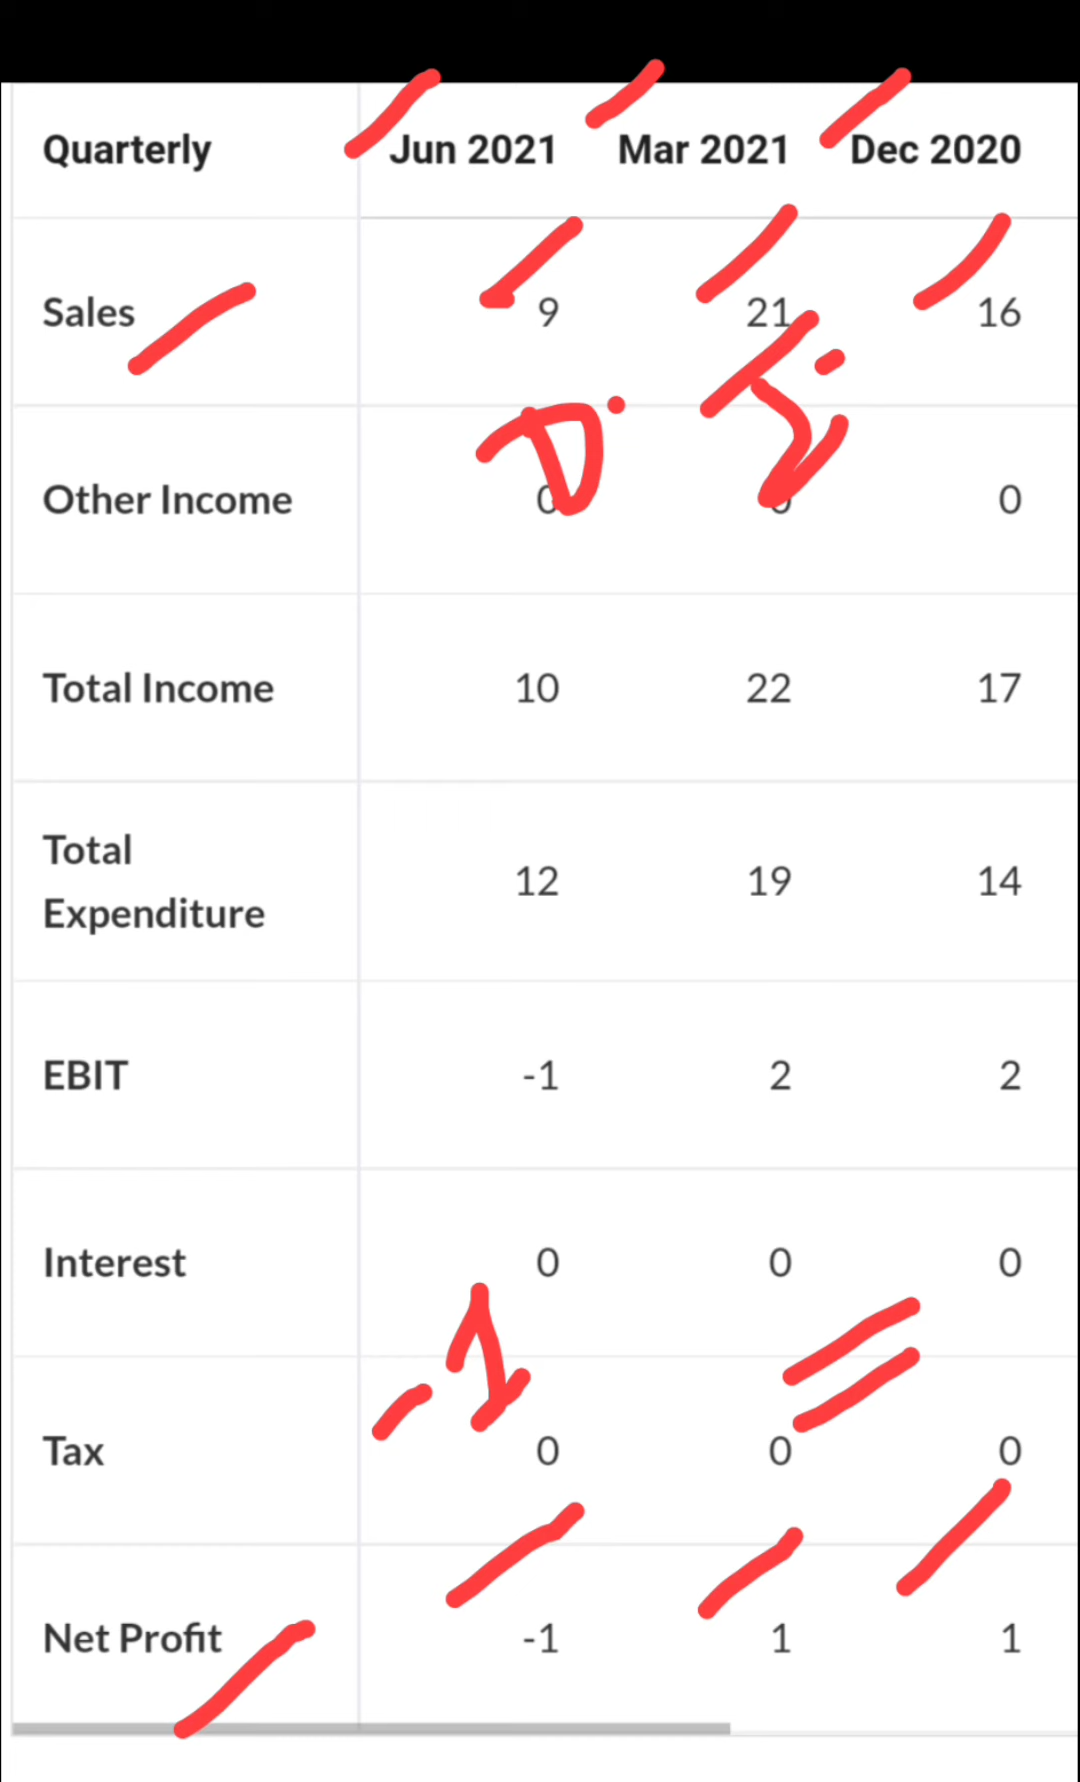 Quarterly Jun 2021 Mar 2021 Dec 2020
Sales 9 21 16
Other Income 0 0 0
Total Income 10 22 17
Total Expenditure 12 19 14
EBIT -1 2 2
Interest 0 0 0
Tax 0 0 0
Net Profit -1 1 1